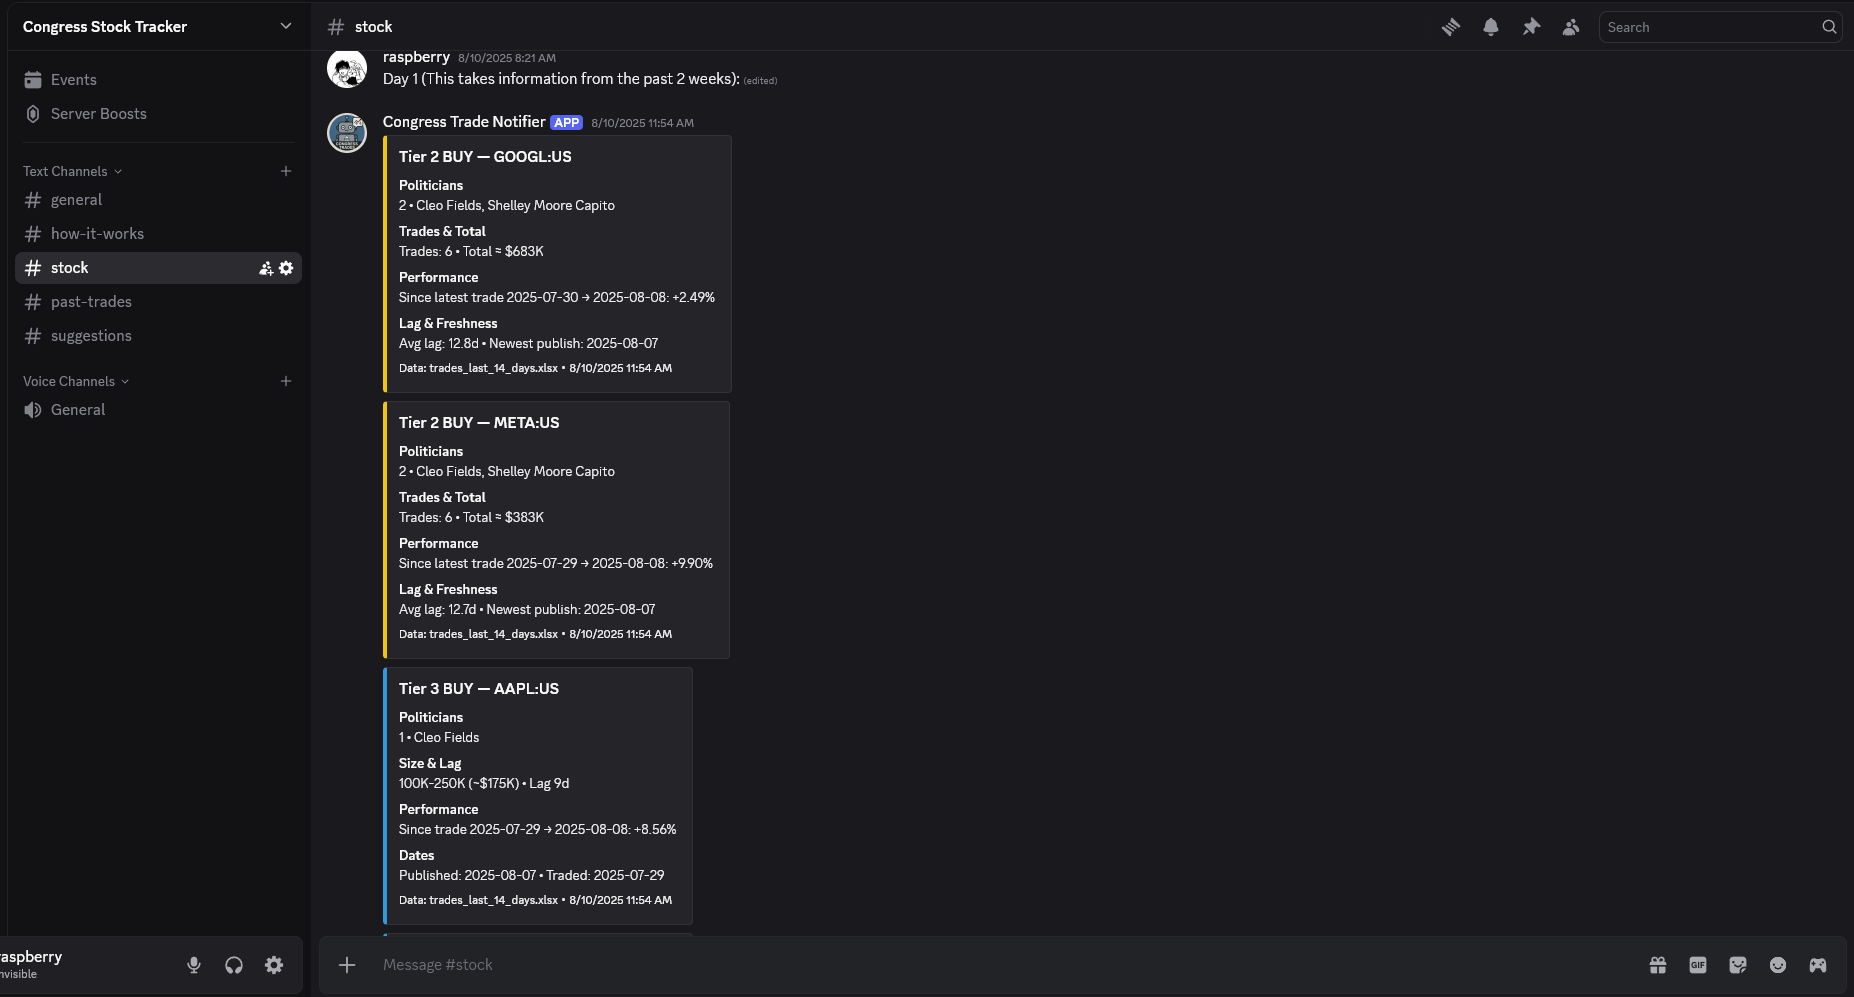 Congress Stock Tracker
Events
Server Boosts
Text Channels
general
how-it-works
stock
past-trades
suggestions
Voice Channels
General
raspberry
nvisible
stock
Search
raspberry 8/10/2025 8:21 AM
Day 1 (This takes information from the past 2 weeks): (edited)
Congress Trade Notifier APP 8/10/2025 11:54 AM
Tier 2 BUY — GOOGL:US
Politicians
2 • Cleo Fields, Shelley Moore Capito
Trades & Total
Trades: 6 • Total ≈ $683K
Performance
Since latest trade 2025-07-30 → 2025-08-08: +2.49%
Lag & Freshness
Avg lag: 12.8d • Newest publish: 2025-08-07
Data: trades_last_14_days.xlsx • 8/10/2025 11:54 AM
Tier 2 BUY — META:US
Politicians
2 • Cleo Fields, Shelley Moore Capito
Trades & Total
Trades: 6 • Total ≈ $383K
Performance
Since latest trade 2025-07-29 → 2025-08-08: +9.90%
Lag & Freshness
Avg lag: 12.7d • Newest publish: 2025-08-07
Data: trades_last_14_days.xlsx • 8/10/2025 11:54 AM
Tier 3 BUY — AAPL:US
Politicians
1 • Cleo Fields
Size & Lag
100K-250K (~$175K) • Lag 9d
Performance
Since trade 2025-07-29 → 2025-08-08: +8.56%
Dates
Published: 2025-08-07 • Traded: 2025-07-29
Data: trades_last_14_days.xlsx • 8/10/2025 11:54 AM
Message #stock
GIF